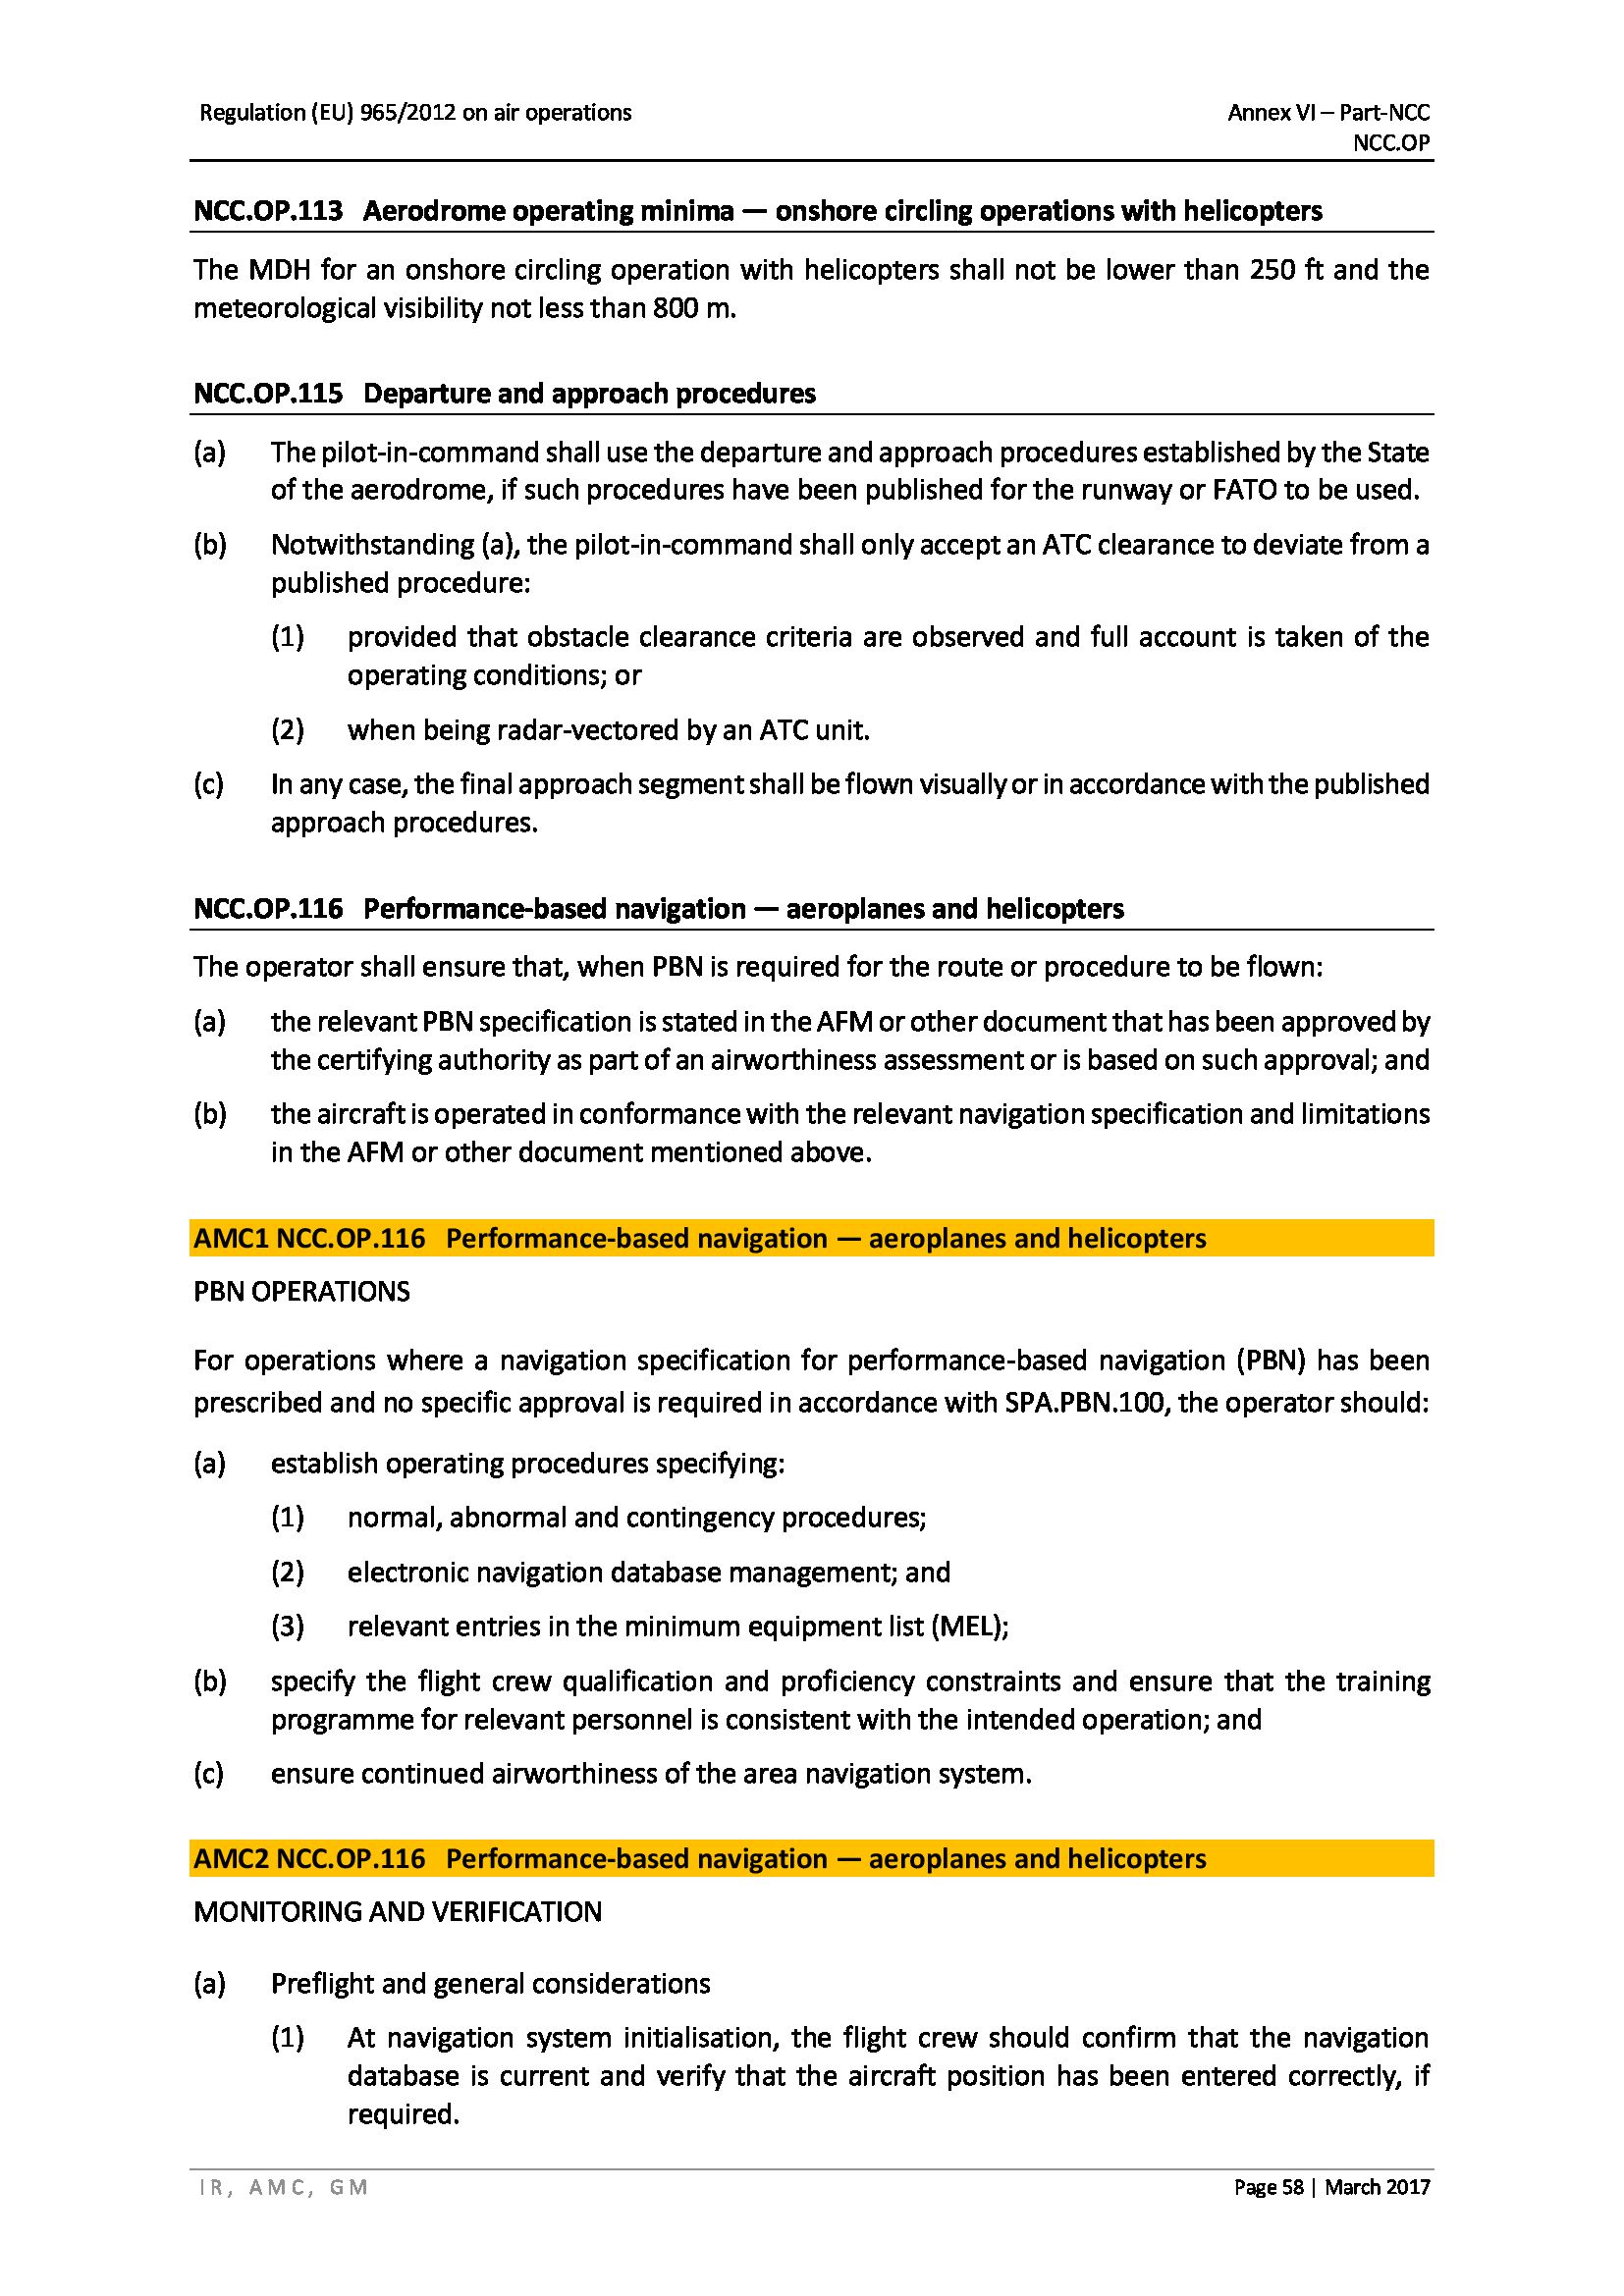 Regulation (EU) 965/2012 on air operations
Annex VI – Part-NCC
NCC.OP
NCC.OP.113 Aerodrome operating minima — onshore circling operations with helicopters
The MDH for an onshore circling operation with helicopters shall not be lower than 250 ft and the
meteorological visibility not less than 800 m.
NCC.OP.115 Departure and approach procedures
(a) The pilot-in-command shall use the departure and approach procedures established by the State
of the aerodrome, if such procedures have been published for the runway or FATO to be used.
(b) Notwithstanding (a), the pilot-in-command shall only accept an ATC clearance to deviate from a
published procedure:
(1) provided that obstacle clearance criteria are observed and full account is taken of the
operating conditions; or
(2) when being radar-vectored by an ATC unit.
(c) In any case, the final approach segment shall be flown visually or in accordance with the published
approach procedures.
NCC.OP.116 Performance-based navigation — aeroplanes and helicopters
The operator shall ensure that, when PBN is required for the route or procedure to be flown:
(a) the relevant PBN specification is stated in the AFM or other document that has been approved by
the certifying authority as part of an airworthiness assessment or is based on such approval; and
(b) the aircraft is operated in conformance with the relevant navigation specification and limitations
in the AFM or other document mentioned above.
AMC1 NCC.OP.116 Performance-based navigation — aeroplanes and helicopters
PBN OPERATIONS
For operations where a navigation specification for performance-based navigation (PBN) has been
prescribed and no specific approval is required in accordance with SPA.PBN.100, the operator should:
(a) establish operating procedures specifying:
(1) normal, abnormal and contingency procedures;
(2) electronic navigation database management; and
(3) relevant entries in the minimum equipment list (MEL);
(b) specify the flight crew qualification and proficiency constraints and ensure that the training
programme for relevant personnel is consistent with the intended operation; and
(c) ensure continued airworthiness of the area navigation system.
AMC2 NCC.OP.116 Performance-based navigation — aeroplanes and helicopters
MONITORING AND VERIFICATION
(a) Preflight and general considerations
(1) At navigation system initialisation, the flight crew should confirm that the navigation
database is current and verify that the aircraft position has been entered correctly, if
required.
IR, AMC, GM
Page 58 | March 2017